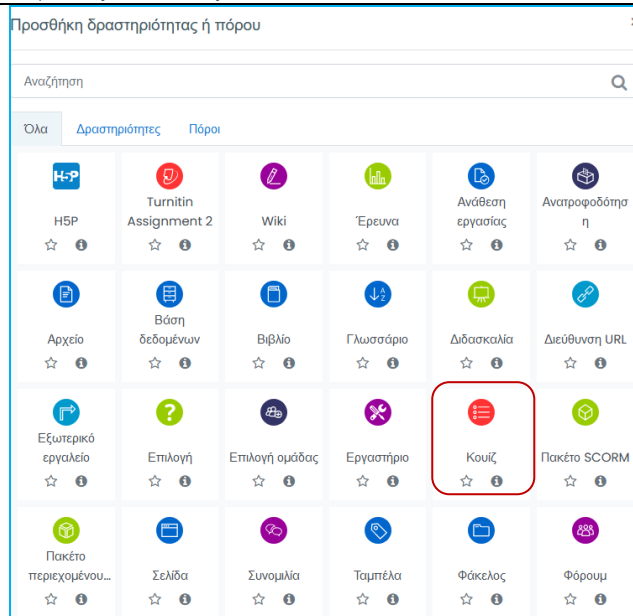 Προσθήκη δραστηριότητας ή πόρου
Αναζήτηση
Όλα Δραστηριότητες Πόροι
H5P
Turnitin
Assignment 2
Wiki
Έρευνα
Ανάθεση
εργασίας
Ανατροφοδότησ
η
Αρχείο
Βάση
δεδομένων
Βιβλίο
Γλωσσάριο
Διδασκαλία
Διεύθυνση URL
Εξωτερικό
εργαλείο
Επιλογή
Επιλογή ομάδας
Εργαστήριο
Κουίζ
Πακέτο SCORM
Πακέτο
περιεχομένου...
Σελίδα
Συνομιλία
Ταμπέλα
Φάκελος
Φόρουμ